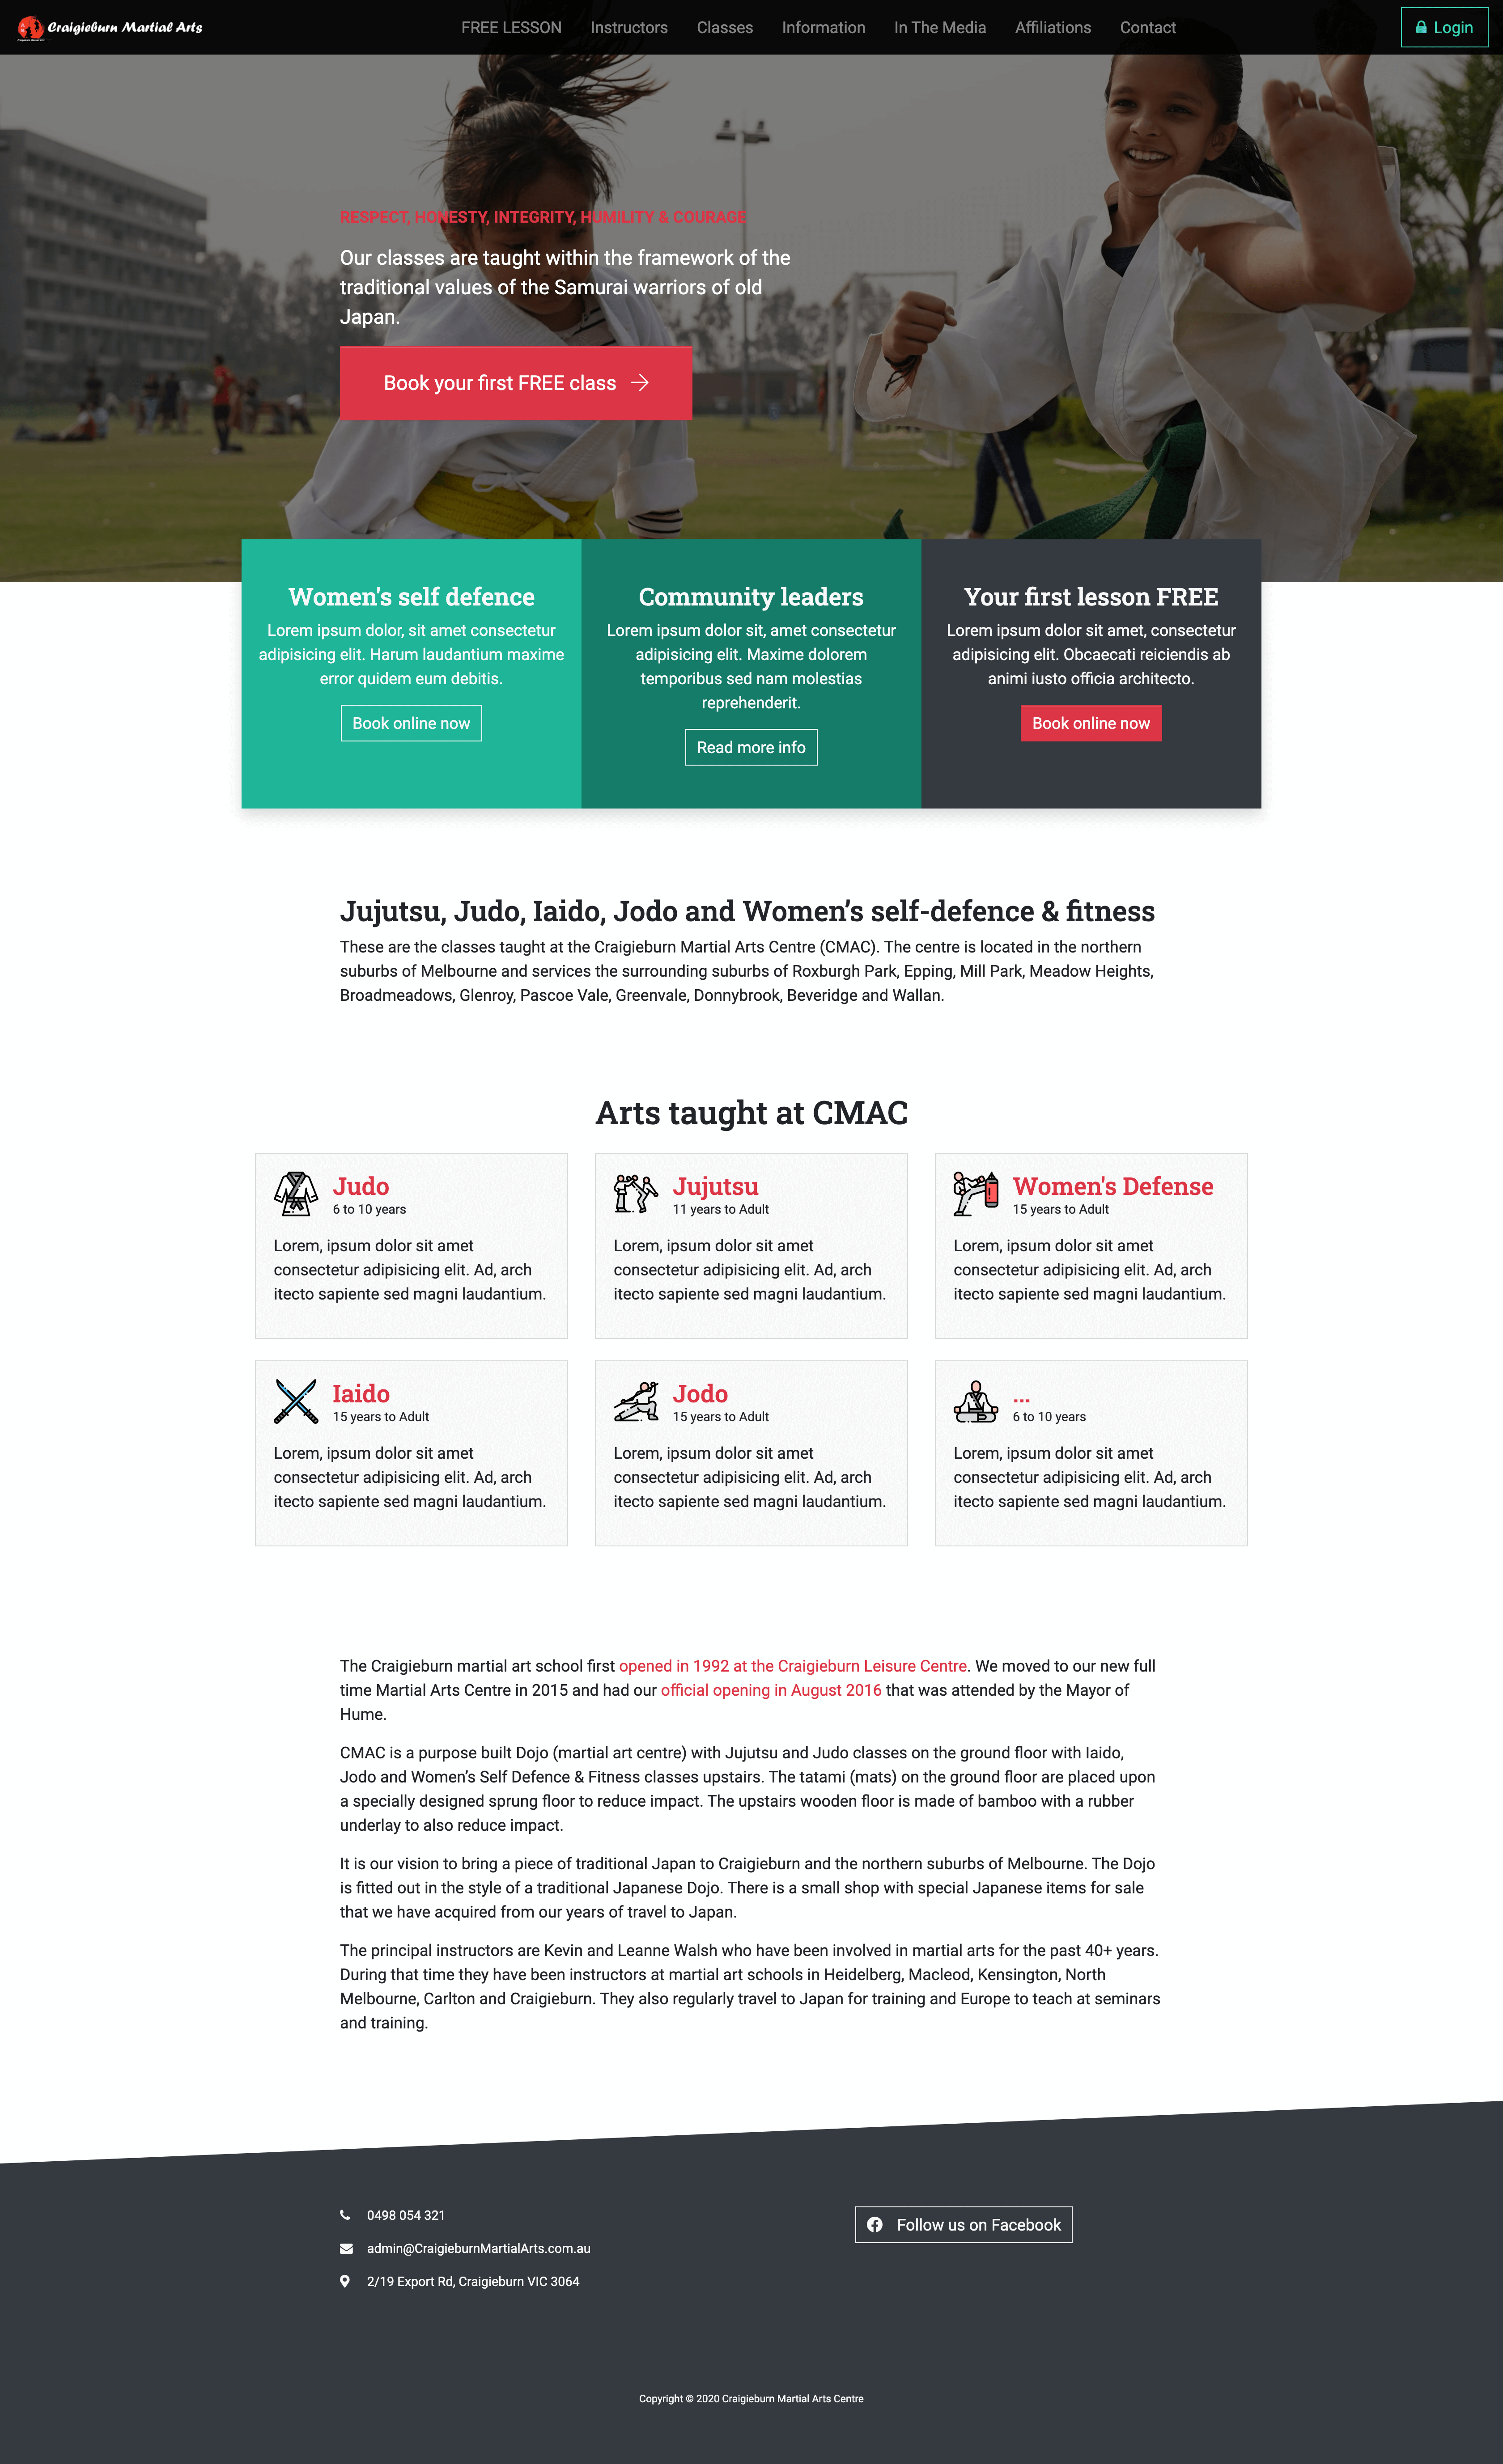 Craigieburn Martial Arts
FREE LESSON Instructors Classes Information In The Media Affiliations Contact
Login
RESPECT, HONESTY, INTEGRITY, HUMILITY & COURAGE
Our classes are taught within the framework of the
traditional values of the Samurai warriors of old
Japan.
Book your first FREE class
Women's self defence
Lorem ipsum dolor, sit amet consectetur
adipisicing elit. Harum laudantium maxime
error quidem eum debitis.
Book online now
Community leaders
Lorem ipsum dolor sit, amet consectetur
adipisicing elit. Maxime dolorem
temporibus sed nam molestias
reprehenderit.
Read more info
Your first lesson FREE
Lorem ipsum dolor sit amet, consectetur
adipisicing elit. Obcaecati reiciendis ab
animi iusto officia architecto.
Book online now
Jujutsu, Judo, Iaido, Jodo and Women’s self-defence & fitness
These are the classes taught at the Craigieburn Martial Arts Centre (CMAC). The centre is located in the northern
suburbs of Melbourne and services the surrounding suburbs of Roxburgh Park, Epping, Mill Park, Meadow Heights,
Broadmeadows, Glenroy, Pascoe Vale, Greenvale, Donnybrook, Beveridge and Wallan.
Arts taught at CMAC
Judo
6 to 10 years
Lorem, ipsum dolor sit amet
consectetur adipisicing elit. Ad, arch
itecto sapiente sed magni laudantium.
Jujutsu
11 years to Adult
Lorem, ipsum dolor sit amet
consectetur adipisicing elit. Ad, arch
itecto sapiente sed magni laudantium.
Women's Defense
15 years to Adult
Lorem, ipsum dolor sit amet
consectetur adipisicing elit. Ad, arch
itecto sapiente sed magni laudantium.
Iaido
15 years to Adult
Lorem, ipsum dolor sit amet
consectetur adipisicing elit. Ad, arch
itecto sapiente sed magni laudantium.
Jodo
15 years to Adult
Lorem, ipsum dolor sit amet
consectetur adipisicing elit. Ad, arch
itecto sapiente sed magni laudantium.
...
6 to 10 years
Lorem, ipsum dolor sit amet
consectetur adipisicing elit. Ad, arch
itecto sapiente sed magni laudantium.
The Craigieburn martial art school first opened in 1992 at the Craigieburn Leisure Centre. We moved to our new full
time Martial Arts Centre in 2015 and had our official opening in August 2016 that was attended by the Mayor of
Hume.
CMAC is a purpose built Dojo (martial art centre) with Jujutsu and Judo classes on the ground floor with Iaido,
Jodo and Women’s Self Defence & Fitness classes upstairs. The tatami (mats) on the ground floor are placed upon
a specially designed sprung floor to reduce impact. The upstairs wooden floor is made of bamboo with a rubber
underlay to also reduce impact.
It is our vision to bring a piece of traditional Japan to Craigieburn and the northern suburbs of Melbourne. The Dojo
is fitted out in the style of a traditional Japanese Dojo. There is a small shop with special Japanese items for sale
that we have acquired from our years of travel to Japan.
The principal instructors are Kevin and Leanne Walsh who have been involved in martial arts for the past 40+ years.
During that time they have been instructors at martial art schools in Heidelberg, Macleod, Kensington, North
Melbourne, Carlton and Craigieburn. They also regularly travel to Japan for training and Europe to teach at seminars
and training.
0498 054 321
admin@CraigieburnMartialArts.com.au
2/19 Export Rd, Craigieburn VIC 3064
Follow us on Facebook
Copyright © 2020 Craigieburn Martial Arts Centre